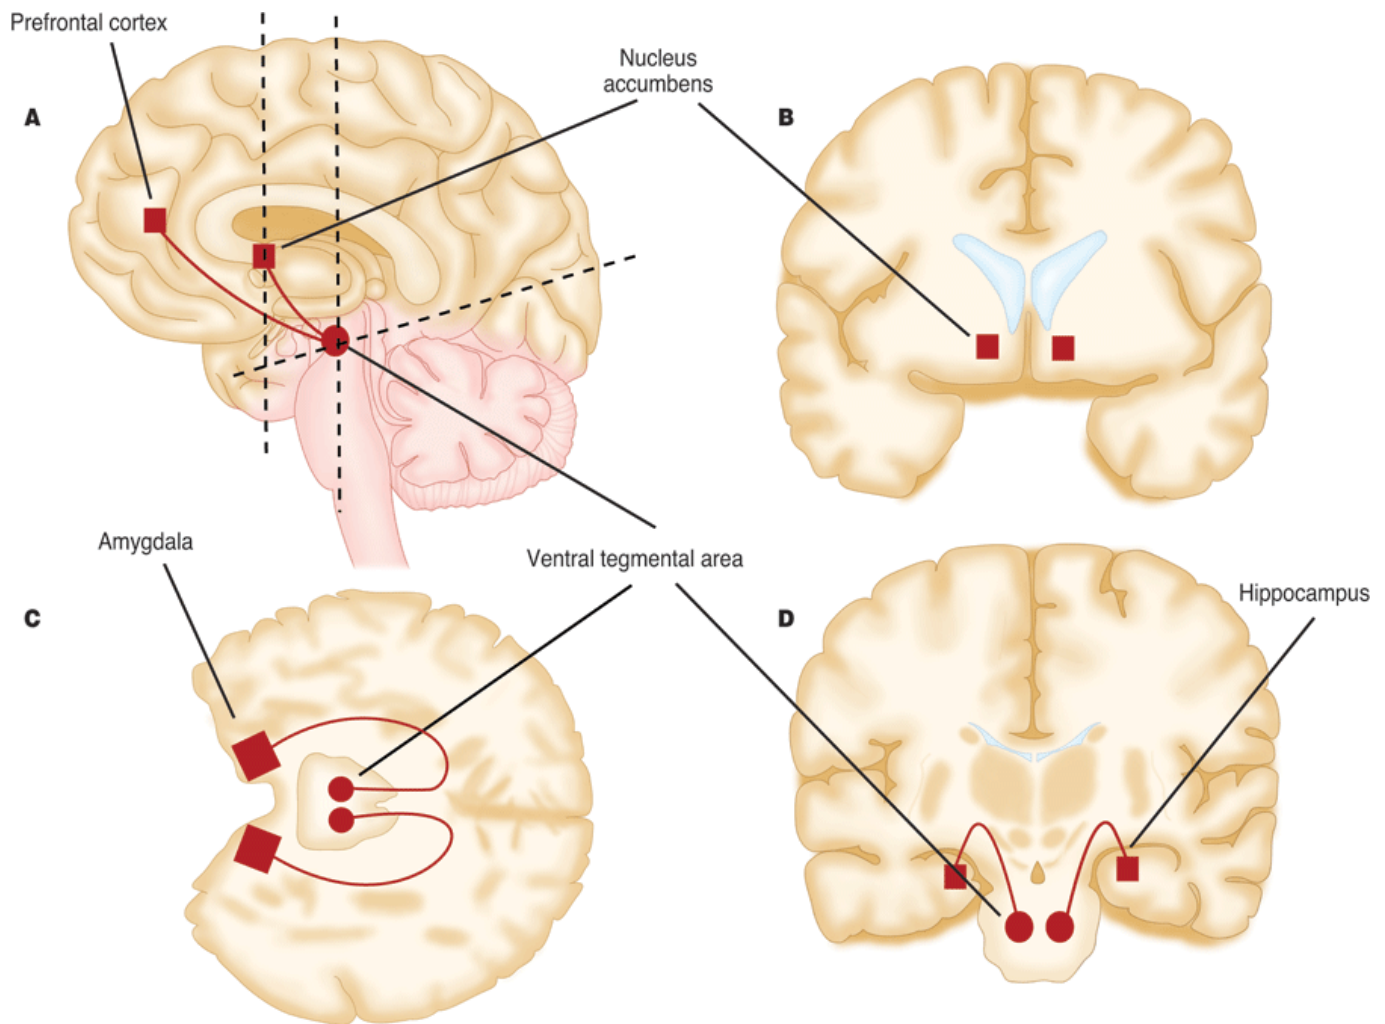 Prefrontal cortex
Nucleus
accumbens
A
B
Amygdala
Ventral tegmental area
Hippocampus
C
D